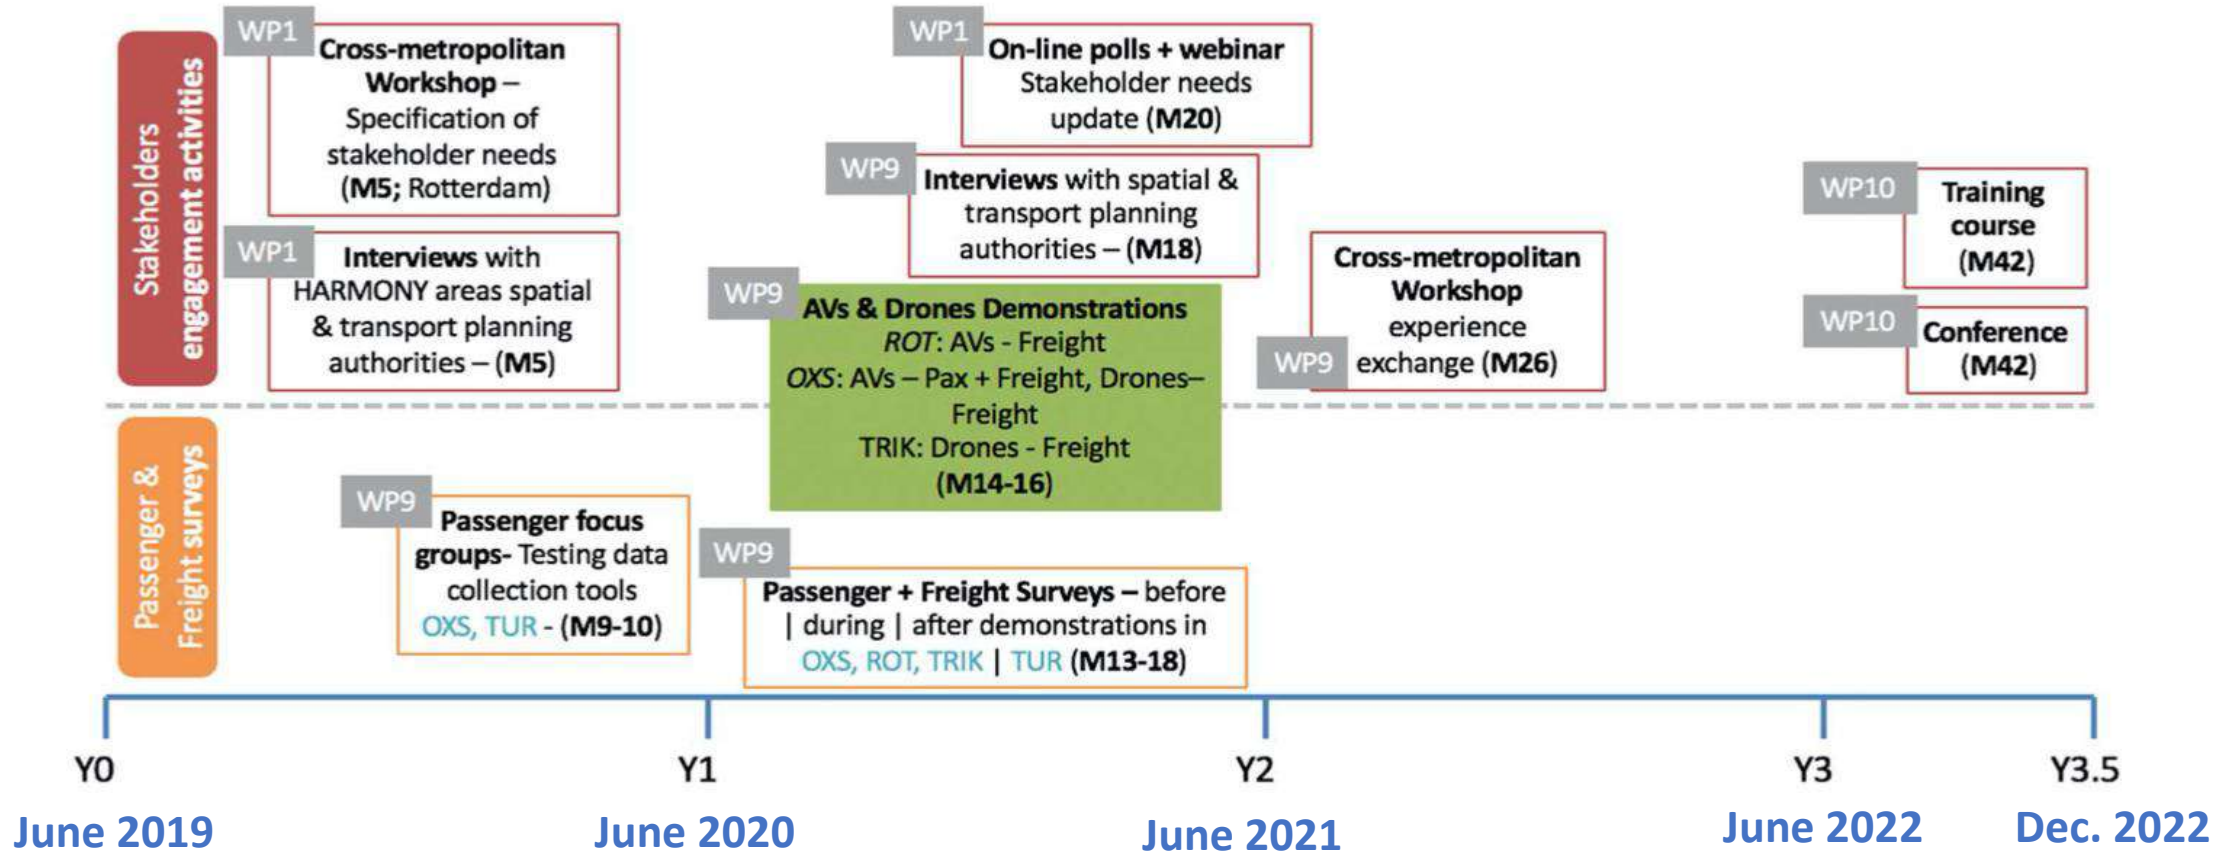 Stakeholders
engagement activities
WP1
Cross-metropolitan
Workshop –
Specification of
stakeholder needs
(M5; Rotterdam)
WP1
Interviews with
HARMONY areas spatial
& transport planning
authorities – (M5)
WP1
On-line polls + webinar
Stakeholder needs
update (M20)
WP9
Interviews with spatial &
transport planning
authorities – (M18)
WP9
AVs & Drones Demonstrations
ROT: AVs - Freight
OXS: AVs – Pax + Freight, Drones–
Freight
TRIK: Drones - Freight
(M14-16)
Cross-metropolitan
Workshop
experience
WP9
exchange (M26)
WP10
Training
course
(M42)
WP10
Conference
(M42)
Passenger &
Freight surveys
WP9
Passenger focus
groups- Testing data
collection tools
OXS, TUR - (M9-10)
WP9
Passenger + Freight Surveys – before
| during | after demonstrations in
OXS, ROT, TRIK | TUR (M13-18)
Y0 Y1 Y2 Y3 Y3.5
June 2019 June 2020 June 2021 June 2022 Dec. 2022